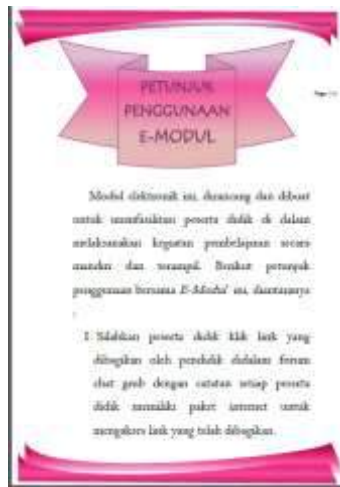 PETUNJUK
PENGGUNAAN
E-MODUL
Modul elektronik ini, dirancang dan dibuat
untuk memfasilitasi peserta didik di dalam
melaksanakan kegiatan pembelajaran secara
mandiri dan terampil. Berikut petunjuk
penggunaan bersama E-Modul ini, diantaranya
:
1 Silahkan peserta didik klik link yang
dibagikan oleh pendidik didalam forum
chat grub dengan catatan setiap peserta
didik memiliki paket internet untuk
mengakses link yang telah dibagikan.